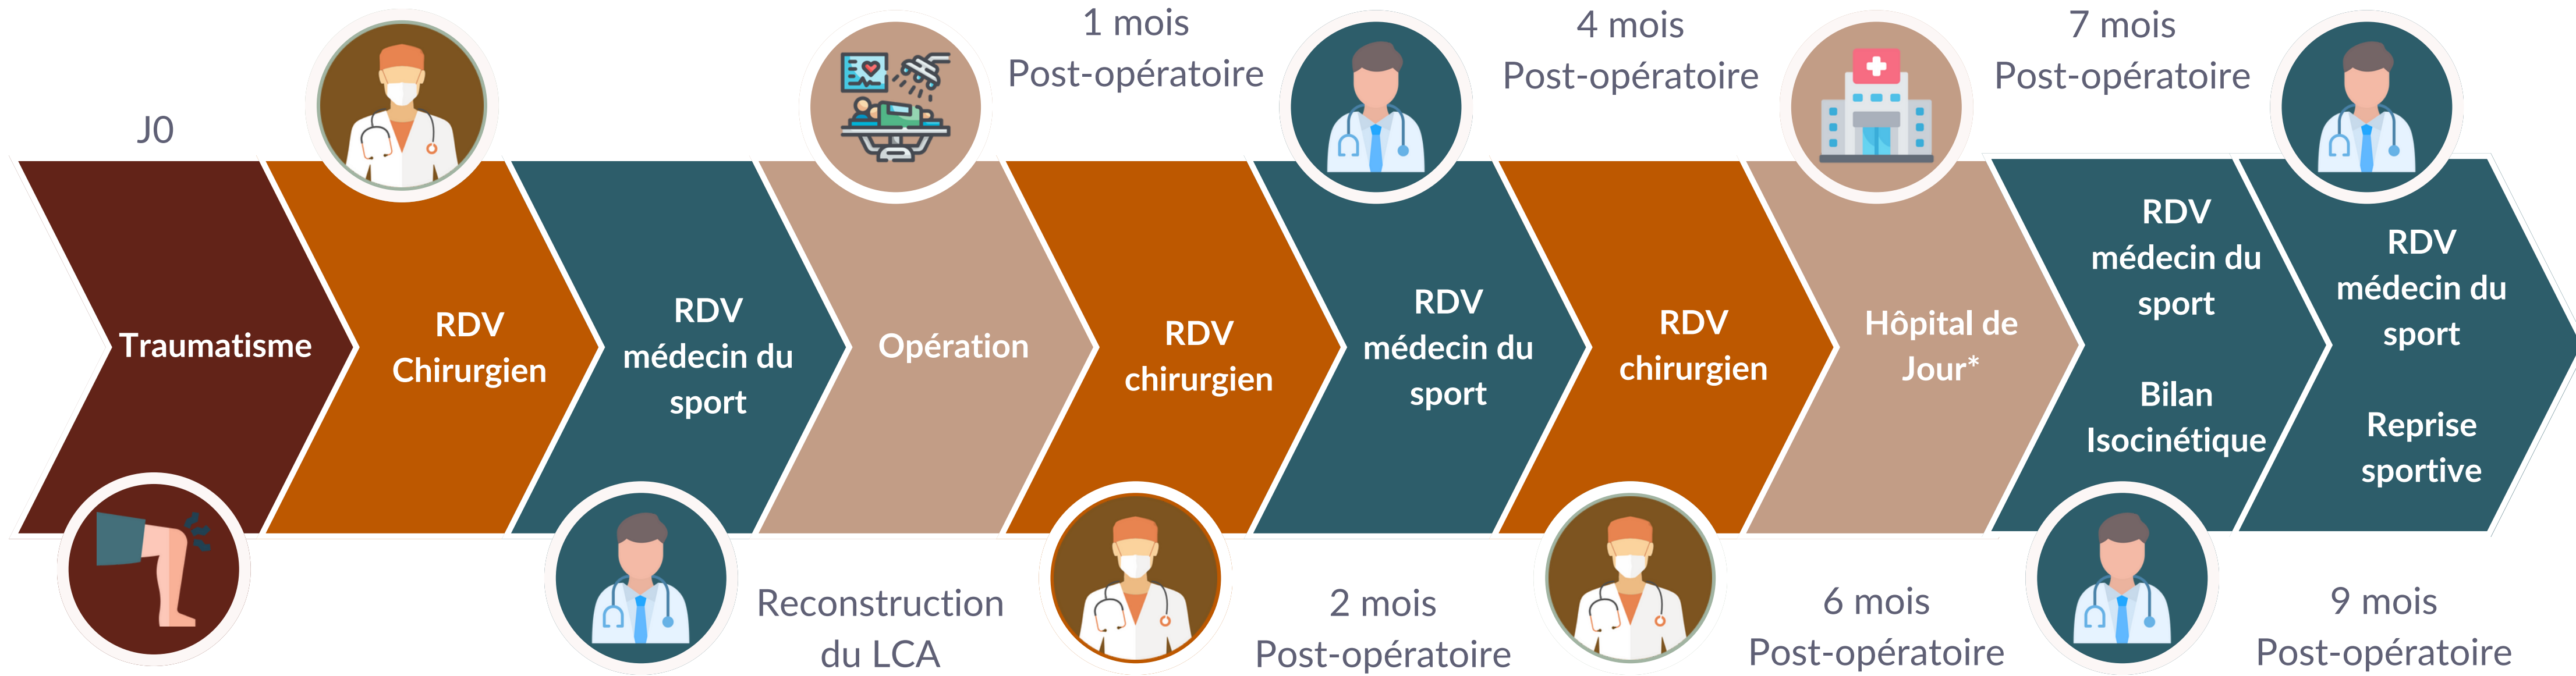 J0
Traumatisme
RDV
Chirurgien
RDV
médecin du
sport
Opération
Reconstruction
du LCA
1 mois
Post-opératoire
RDV
chirurgien
RDV
médecin du
sport
2 mois
Post-opératoire
4 mois
Post-opératoire
RDV
chirurgien
Hôpital de
Jour*
6 mois
Post-opératoire
7 mois
Post-opératoire
RDV
médecin du
sport
Bilan
Isocinétique
RDV
médecin du
sport
Reprise
sportive
9 mois
Post-opératoire